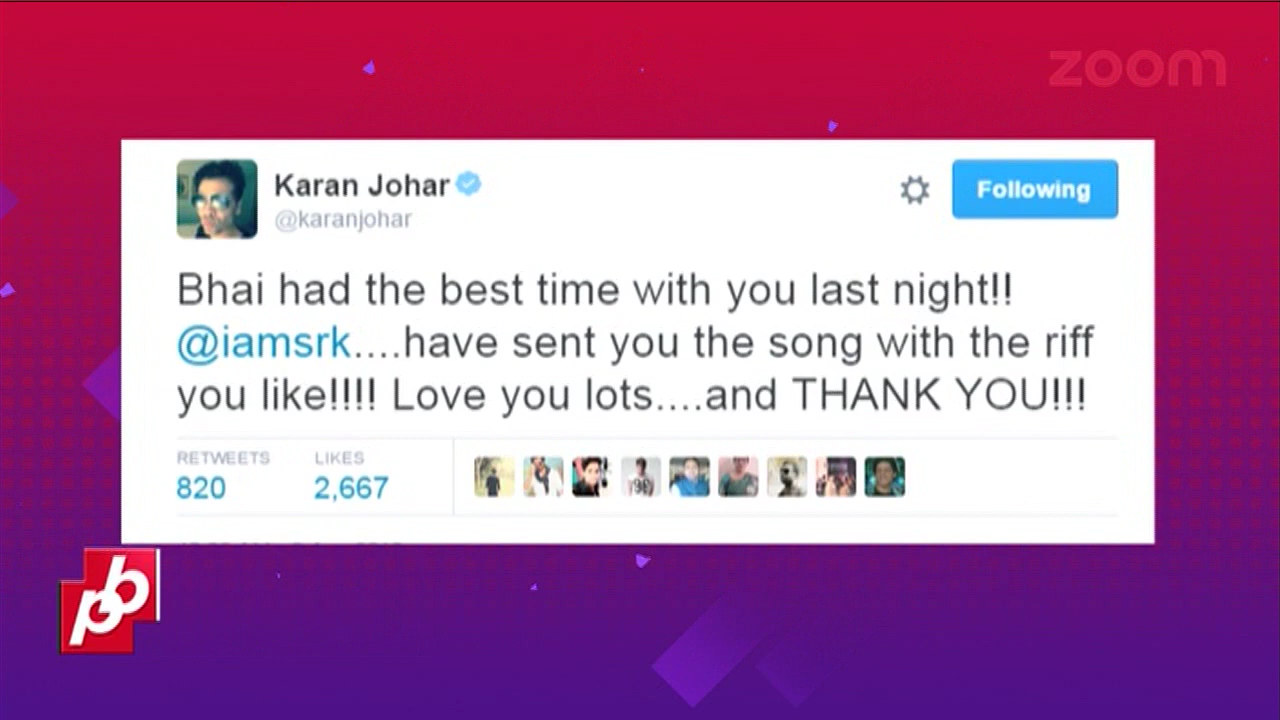 zoom
Karan Johar
@karanjohar
Following
Bhai had the best time with you last night!!
@iamsrk....have sent you the song with the riff
you like!!!! Love you lots....and THANK YOU!!!
RETWEETS LIKES
820 2,667
pb